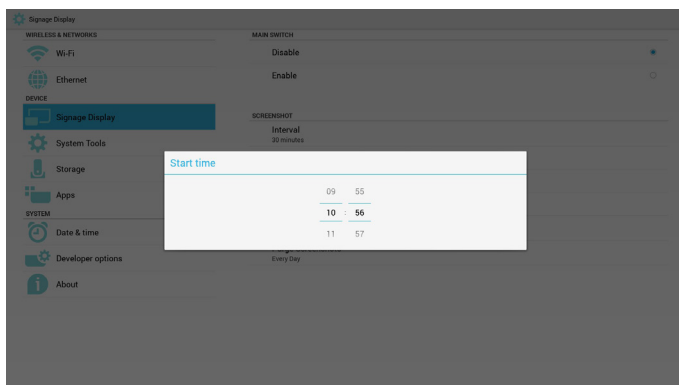 Signage Display
WIRELESS & NETWORKS
Wi-Fi
Ethernet
DEVICE
Signage Display
System Tools
Storage
Apps
SYSTEM
Date & time
Developer options
About
MAIN SWITCH
Disable
Enable
SCREENSHOT
Interval
30 minutes
Start time
09 55
10 : 56
11 57
Every Day